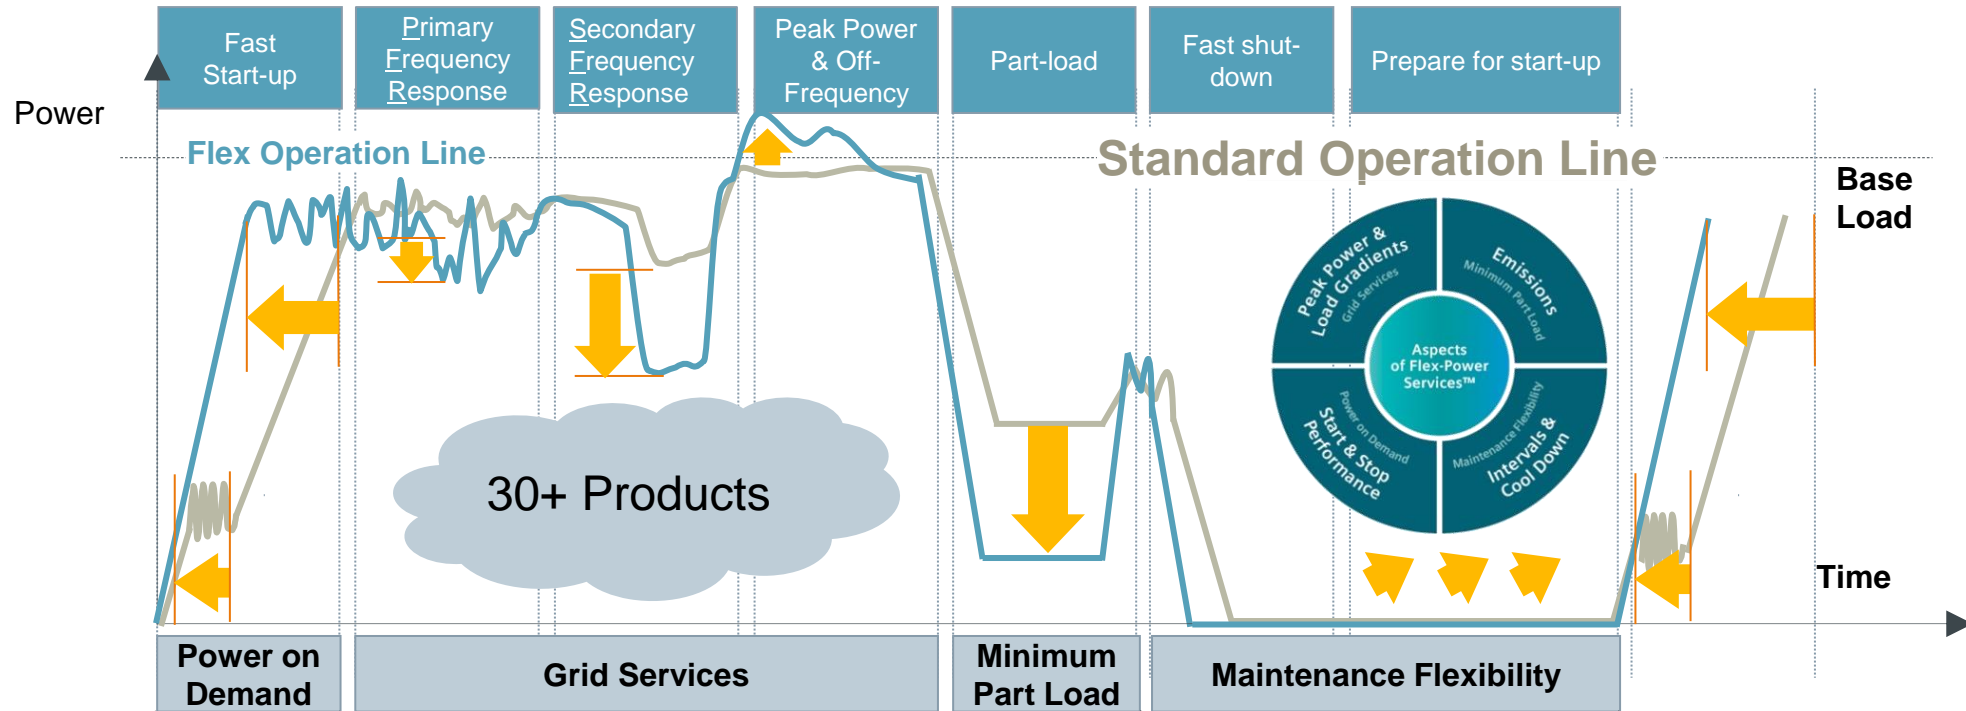 Fast
Start-up
Primary
Frequency
Response
Secondary
Frequency
Response
Peak Power
& Off-
Frequency
Part-load
Fast shut-
down
Prepare for start-up
Power
Flex Operation Line
Standard Operation Line
Base
Load
Peak Power &
Load Gradients
Grid Services
Emissions
Minimum Part Load
Aspects
of Flex-Power
Services™
Power on Demand
Start & Stop
Performance
Maintenance Flexibility
Intervals &
Cool Down
30+ Products
Time
Power on
Demand
Grid Services
Minimum
Part Load
Maintenance Flexibility